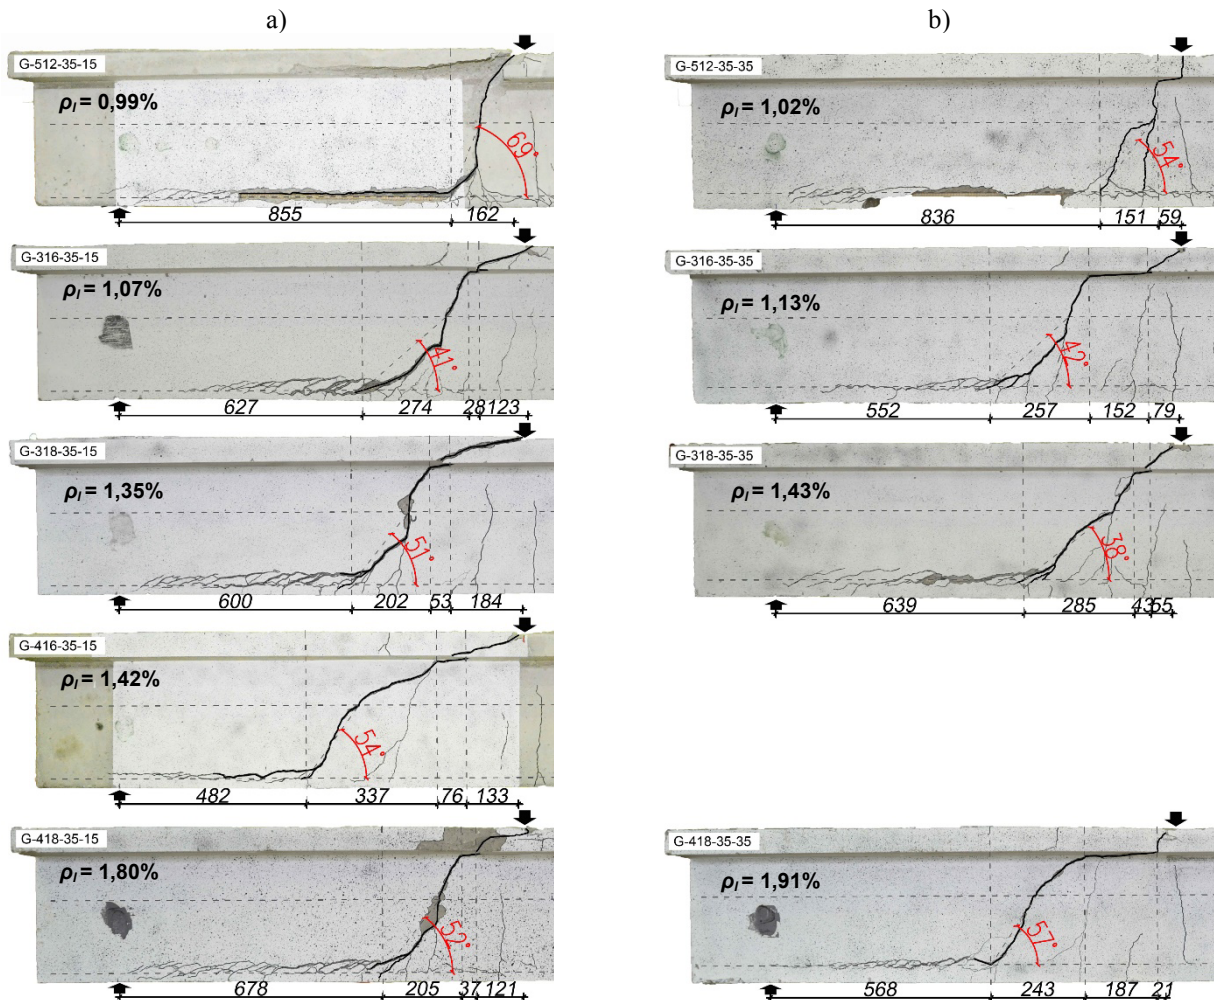 a)
G-512-35-15
ρl = 0,99%
69°
855 162
G-316-35-15
ρl = 1,07%
41°
627 274 28 123
G-318-35-15
ρl = 1,35%
51°
600 202 53 184
G-416-35-15
ρl = 1,42%
54°
482 337 76 133
G-418-35-15
ρl = 1,80%
52°
678 205 37 121
b)
G-512-35-35
ρl = 1,02%
54°
836 151 59
G-316-35-35
ρl = 1,13%
42°
552 257 152 79
G-318-35-35
ρl = 1,43%
38°
639 285 43 55
G-418-35-35
ρl = 1,91%
57°
568 243 187 21